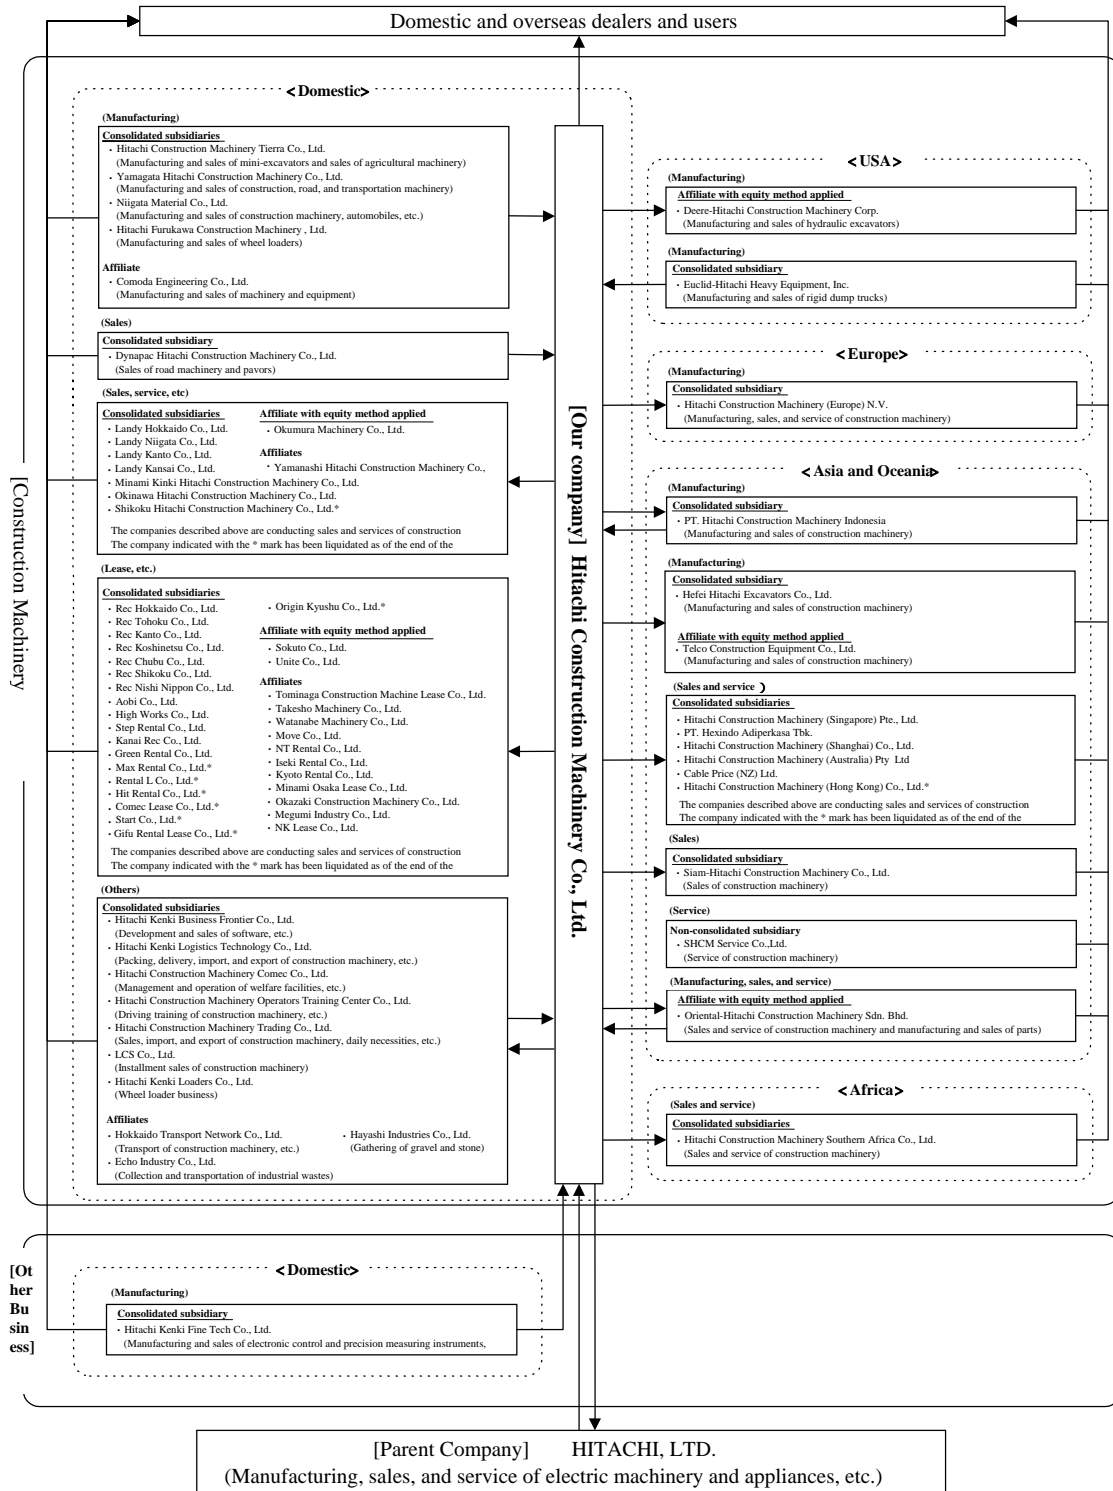 Domestic and overseas dealers and users
[Construction Machinery
<Domestic>
(Manufacturing)
Consolidated subsidiaries
・ Hitachi Construction Machinery Tierra Co., Ltd.
(Manufacturing and sales of mini-excavators and sales of agricultural machinery)
・ Yamagata Hitachi Construction Machinery Co., Ltd.
(Manufacturing and sales of construction, road, and transportation machinery)
・ Niigata Material Co., Ltd.
(Manufacturing and sales of construction machinery, automobiles, etc.)
・ Hitachi Furukawa Construction Machinery , Ltd.
(Manufacturing and sales of wheel loaders)
Affiliate
・ Comoda Engineering Co., Ltd.
(Manufacturing and sales of machinery and equipment)
(Sales)
Consolidated subsidiary
・ Dynapac Hitachi Construction Machinery Co., Ltd.
(Sales of road machinery and pavors)
(Sales, service, etc)
Consolidated subsidiaries
・ Landy Hokkaido Co., Ltd.
・ Landy Niigata Co., Ltd.
・ Landy Kanto Co., Ltd.
・ Landy Kansai Co., Ltd.
・ Minami Kinki Hitachi Construction Machinery Co., Ltd.
・ Okinawa Hitachi Construction Machinery Co., Ltd.
・ Shikoku Hitachi Construction Machinery Co., Ltd.*
Affiliate with equity method applied
・ Okumura Machinery Co., Ltd.
Affiliates
・ Yamanashi Hitachi Construction Machinery Co.,
The companies described above are conducting sales and services of construction
The company indicated with the * mark has been liquidated as of the end of the
(Lease, etc.)
Consolidated subsidiaries
・ Rec Hokkaido Co., Ltd.
・ Rec Tohoku Co., Ltd.
・ Rec Kanto Co., Ltd.
・ Rec Koshinetsu Co., Ltd.
・ Rec Chubu Co., Ltd.
・ Rec Shikoku Co., Ltd.
・ Rec Nishi Nippon Co., Ltd.
・ Aobi Co., Ltd.
・ High Works Co., Ltd.
・ Step Rental Co., Ltd.
・ Kanai Rec Co., Ltd.
・ Green Rental Co., Ltd.
・ Max Rental Co., Ltd.*
・ Rental L Co., Ltd.*
・ Hit Rental Co., Ltd.*
・ Comec Lease Co., Ltd.*
・ Start Co., Ltd.*
・ Gifu Rental Lease Co., Ltd.*
・ Origin Kyushu Co., Ltd.*
Affiliate with equity method applied
・ Sokuto Co., Ltd.
・ Unite Co., Ltd.
Affiliates
・ Tominaga Construction Machine Lease Co., Ltd.
・ Takesho Machinery Co., Ltd.
・ Watanabe Machinery Co., Ltd.
・ Move Co., Ltd.
・ NT Rental Co., Ltd.
・ Iseki Rental Co., Ltd.
・ Kyoto Rental Co., Ltd.
・ Minami Osaka Lease Co., Ltd.
・ Okazaki Construction Machinery Co., Ltd.
・ Megumi Industry Co., Ltd.
・ NK Lease Co., Ltd.
The companies described above are conducting sales and services of construction
The company indicated with the * mark has been liquidated as of the end of the
(Others)
Consolidated subsidiaries
・ Hitachi Kenki Business Frontier Co., Ltd.
(Development and sales of software, etc.)
・ Hitachi Kenki Logistics Technology Co., Ltd.
(Packing, delivery, import, and export of construction machinery, etc.)
・ Hitachi Construction Machinery Comec Co., Ltd.
(Management and operation of welfare facilities, etc.)
・ Hitachi Construction Machinery Operators Training Center Co., Ltd.
(Driving training of construction machinery, etc.)
・ Hitachi Construction Machinery Trading Co., Ltd.
(Sales, import, and export of construction machinery, daily necessities, etc.)
・ LCS Co., Ltd.
(Installment sales of construction machinery)
・ Hitachi Kenki Loaders Co., Ltd.
(Wheel loader business)
Affiliates
・ Hokkaido Transport Network Co., Ltd.
(Transport of construction machinery, etc.)
・ Echo Industry Co., Ltd.
(Collection and transportation of industrial wastes)
・ Hayashi Industries Co., Ltd.
(Gathering of gravel and stone)
[Our company] Hitachi Construction Machinery Co., Ltd.
<USA>
(Manufacturing)
Affiliate with equity method applied
・ Deere-Hitachi Construction Machinery Corp.
(Manufacturing and sales of hydraulic excavators)
(Manufacturing)
Consolidated subsidiary
・ Euclid-Hitachi Heavy Equipment, Inc.
(Manufacturing and sales of rigid dump trucks)
<Europe>
(Manufacturing)
Consolidated subsidiary
・ Hitachi Construction Machinery (Europe) N.V.
(Manufacturing, sales, and service of construction machinery)
<Asia and Oceania>
(Manufacturing)
Consolidated subsidiary
・ PT. Hitachi Construction Machinery Indonesia
(Manufacturing and sales of construction machinery)
(Manufacturing)
Consolidated subsidiary
・ Hefei Hitachi Excavators Co., Ltd.
(Manufacturing and sales of construction machinery)
Affiliate with equity method applied
・ Telco Construction Equipment Co., Ltd.
(Manufacturing and sales of construction machinery)
(Sales and service )
Consolidated subsidiaries
・ Hitachi Construction Machinery (Singapore) Pte., Ltd.
・ PT. Hexindo Adiperkasa Tbk.
・ Hitachi Construction Machinery (Shanghai) Co., Ltd.
・ Hitachi Construction Machinery (Australia) Pty Ltd
・ Cable Price (NZ) Ltd.
・ Hitachi Construction Machinery (Hong Kong) Co., Ltd.*
The companies described above are conducting sales and services of construction
The company indicated with the * mark has been liquidated as of the end of the
(Sales)
Consolidated subsidiary
・ Siam-Hitachi Construction Machinery Co., Ltd.
(Sales of construction machinery)
(Service)
Non-consolidated subsidiary
・ SHCM Service Co.,Ltd.
(Service of construction machinery)
(Manufacturing, sales, and service)
Affiliate with equity method applied
・ Oriental-Hitachi Construction Machinery Sdn. Bhd.
(Sales and service of construction machinery and manufacturing and sales of parts)
<Africa>
(Sales and service)
Consolidated subsidiaries
・ Hitachi Construction Machinery Southern Africa Co., Ltd.
(Sales and service of construction machinery)
[Ot
her
Bu
sin
ess]
<Domestic>
(Manufacturing)
Consolidated subsidiary
・ Hitachi Kenki Fine Tech Co., Ltd.
(Manufacturing and sales of electronic control and precision measuring instruments,
[Parent Company] HITACHI, LTD.
(Manufacturing, sales, and service of electric machinery and appliances, etc.)